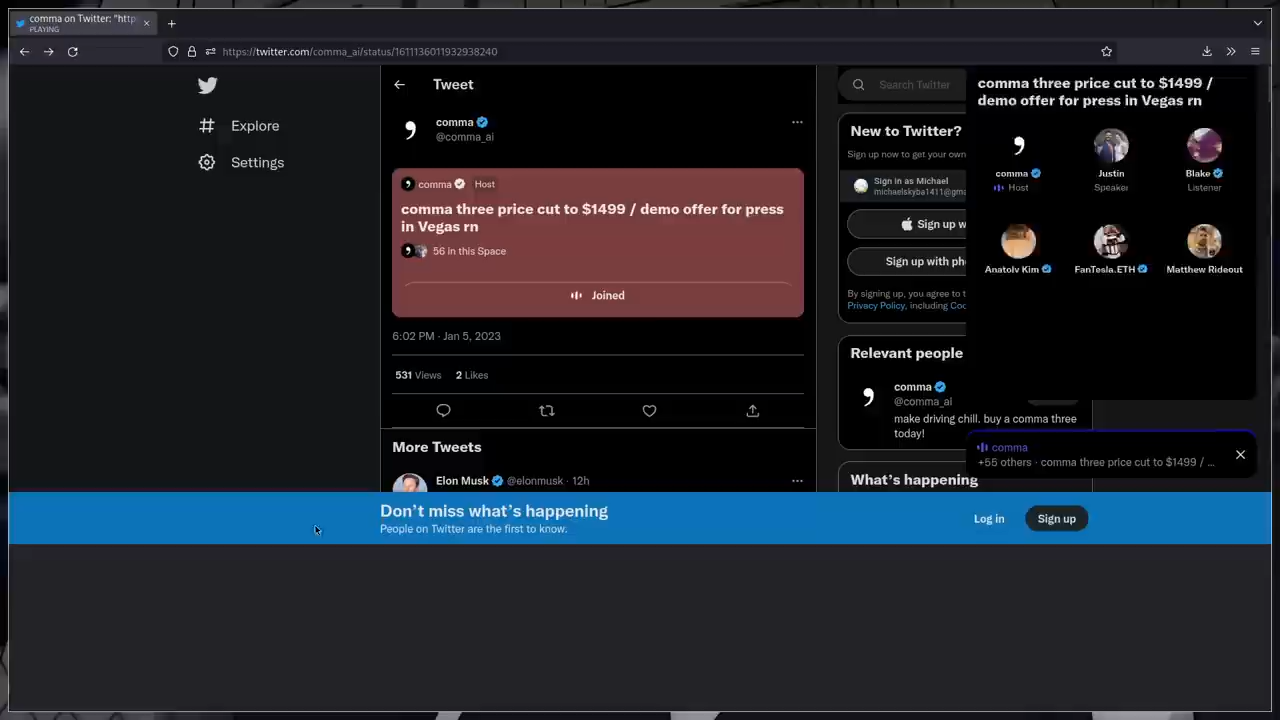 comma on Twitter: "http
PLAYING
https://twitter.com/comma_ai/status/1611136011932938240
Explore
Settings
Tweet
comma
@comma_ai
comma Host
comma three price cut to $1499 / demo offer for press
in Vegas rn
56 in this Space
Joined
6:02 PM · Jan 5, 2023
531 Views 2 Likes
More Tweets
Elon Musk @elonmusk · 12h
Search Twitter
New to Twitter?
Sign up now to get your own
Sign in as Michael
michaelskyba1411@gma
Sign up w
Sign up with pho
By signing up, you agree to t
Privacy Policy, including Coo
Relevant people
comma
@comma_ai
make driving chill. buy a comma three
today!
What's happening
comma three price cut to $1499 /
demo offer for press in Vegas rn
comma
Host
Justin
Speaker
Blake
Listener
Anatoly Kim
FanTesla.ETH
Matthew Rideout
comma
+55 others · comma three price cut to $1499 / ...
Don't miss what's happening
People on Twitter are the first to know.
Log in
Sign up